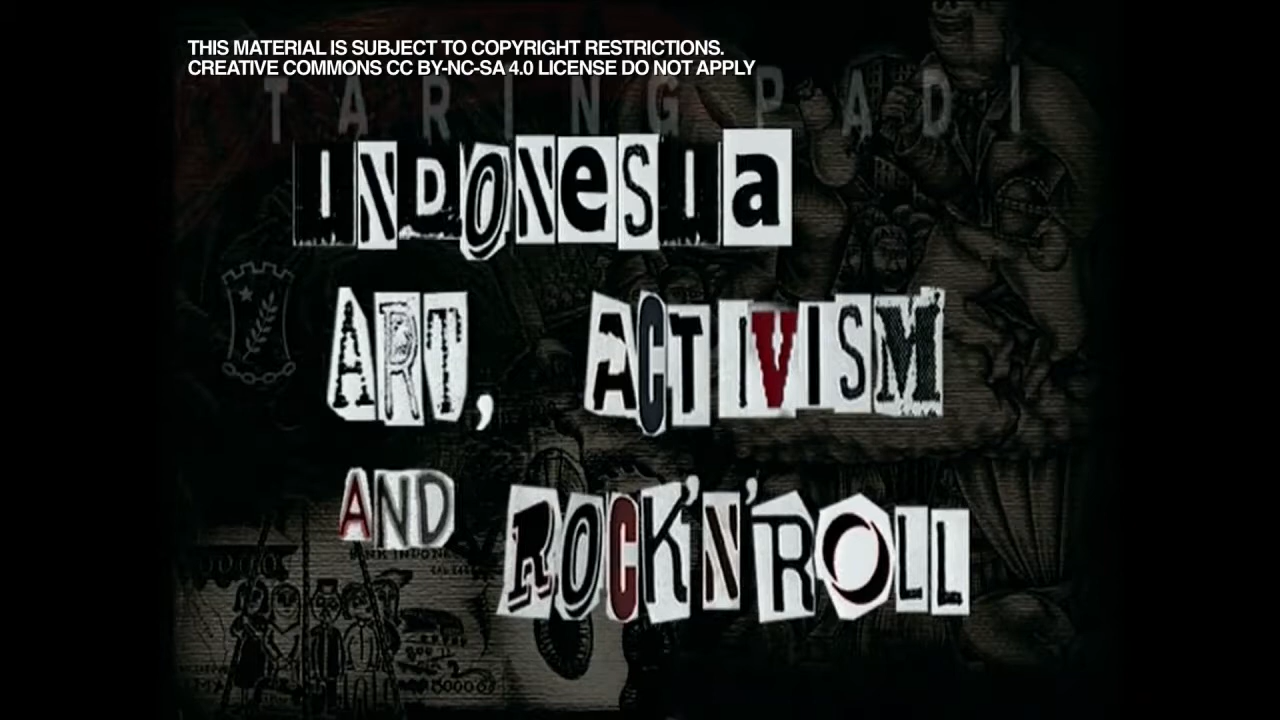 THIS MATERIAL IS SUBJECT TO COPYRIGHT RESTRICTIONS.
CREATIVE COMMONS CC BY-NC-SA 4.0 LICENSE DO NOT APPLY
TARING PADI
INDONeSIa
ART, ACTIVISM
AND ROCK'N'ROLL